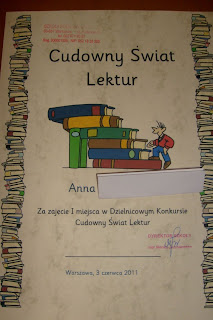 Cudowny Świat
Lektur
Anna
Za zajęcie I miejsca w Dzielnicowym Konkursie
Cudowny Świat Lektur
Warszawa, 3 czerwca 2011